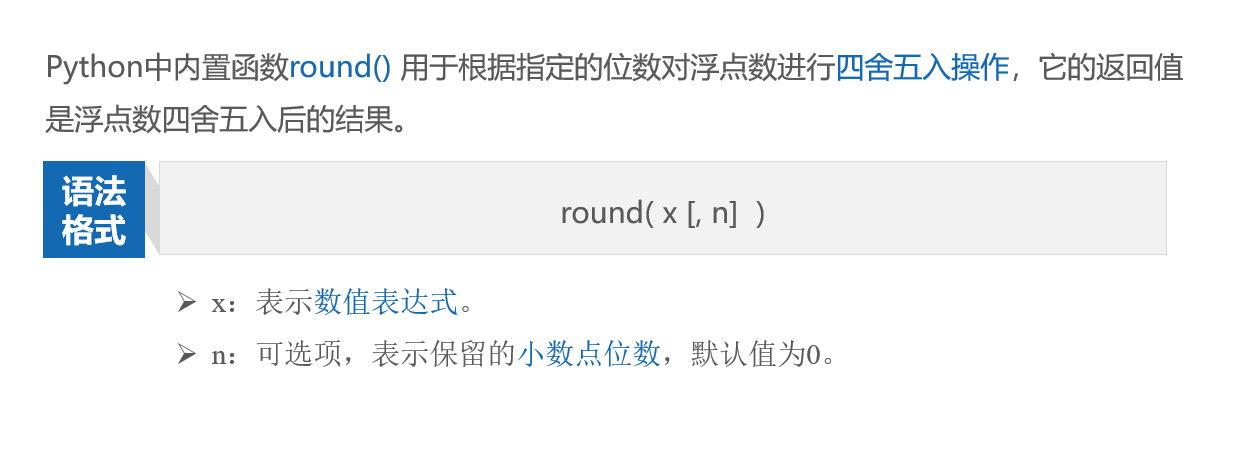 Python中内置函数round() 用于根据指定的位数对浮点数进行四舍五入操作，它的返回值
是浮点数四舍五入后的结果。
语法
格式
round( x [, n]  )
➢ x：表示数值表达式。
➢ n：可选项，表示保留的小数点位数，默认值为0。